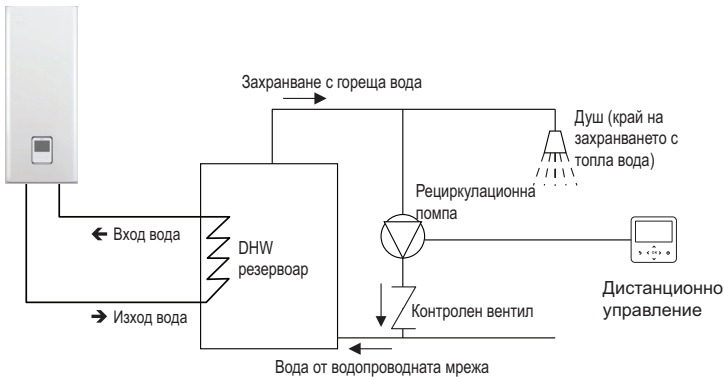 Захранване с гореща вода
Душ (край на
захранването с
топла вода)
Рециркулационна
помпа
Вход вода
DHW
резервоар
Дистанционно
управление
Изход вода
Контролен вентил
Вода от водопроводната мрежа